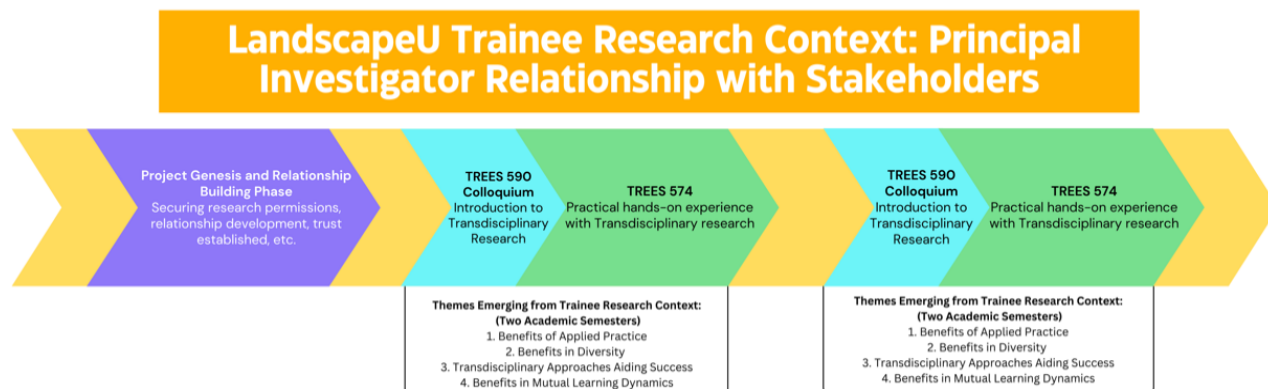 LandscapeU Trainee Research Context: Principal
Investigator Relationship with Stakeholders
Project Genesis and Relationship
Building Phase
Securing research permissions,
relationship development, trust
established, etc.
TREES 590
Colloquium
Introduction to
Transdisciplinary
Research
TREES 574
Practical hands-on experience
with Transdisciplinary research
TREES 590
Colloquium
Introduction to
Transdisciplinary
Research
TREES 574
Practical hands-on experience
with Transdisciplinary research
Themes Emerging from Trainee Research Context:
(Two Academic Semesters)
1. Benefits of Applied Practice
2. Benefits in Diversity
3. Transdisciplinary Approaches Aiding Success
4. Benefits in Mutual Learning Dynamics
Themes Emerging from Trainee Research Context:
(Two Academic Semesters)
1. Benefits of Applied Practice
2. Benefits in Diversity
3. Transdisciplinary Approaches Aiding Success
4. Benefits in Mutual Learning Dynamics